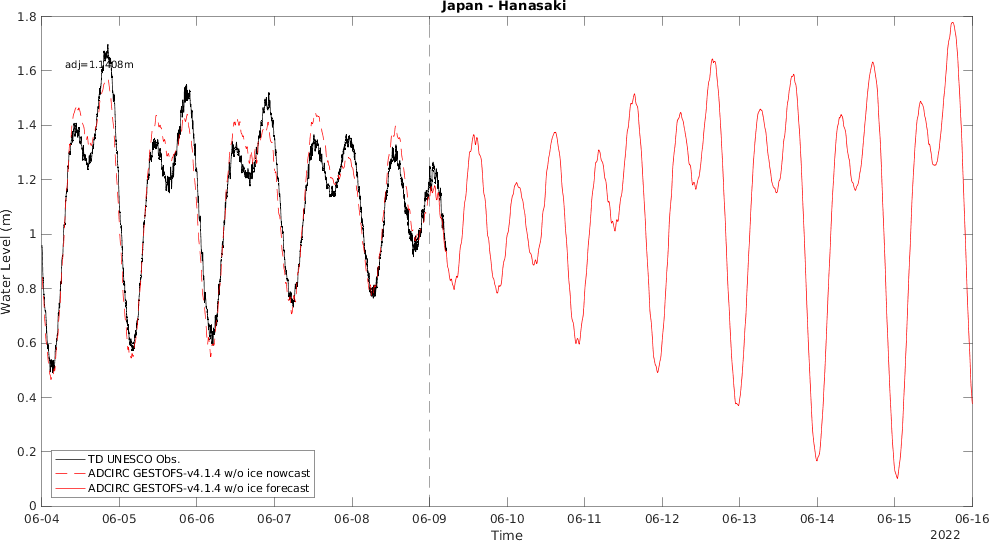 Japan - Hanasaki
1.8
1.6
1.4
1.2
1
0.8
0.6
0.4
0.2
0
Water Level (m)
adj=1.1408m
TD UNESCO Obs.
ADCIRC GESTOFS-v4.1.4 w/o ice nowcast
ADCIRC GESTOFS-v4.1.4 w/o ice forecast
06-04 06-05 06-06 06-07 06-08 06-09 06-10 06-11 06-12 06-13 06-14 06-15 06-16
Time
2022